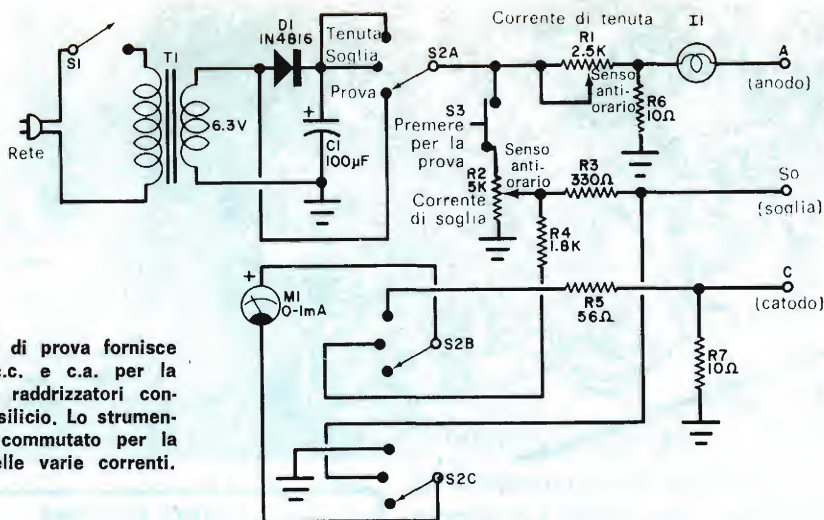 S1
T1
Rete
6.3V
D1
1N4816
+
C1
100µF
Tenuta
Soglia
Prova
S2A
Corrente di tenuta
R1
2.5K
Senso
anti-
orario
I1
A
(anodo)
R6
10Ω
S3
Premere
per la
prova
Senso
anti-
orario
R2
5K
Corrente
di soglia
R3
330Ω
So
(soglia)
R4
1.8K
+
M1
0-1mA
S2B
R5
56Ω
C
(catodo)
R7
10Ω
S2C
di prova fornisce
c.c. e c.a. per la
raddrizzatori con-
silicio. Lo strumen-
commutato per la
elle varie correnti.